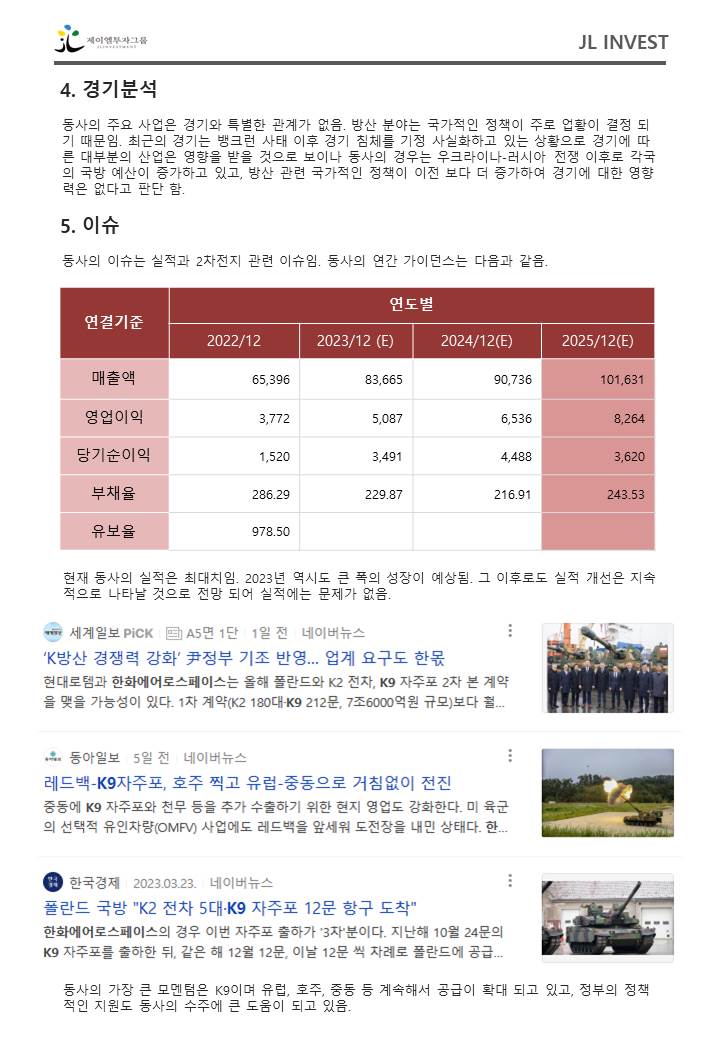 제이엘투자그룹
JLINVESTMENT
JL INVEST
4. 경기분석
동사의 주요 사업은 경기와 특별한 관계가 없음. 방산 분야는 국가적인 정책이 주로 업황이 결정 되
기 때문임. 최근의 경기는 뱅크런 사태 이후 경기 침체를 기정 사실화하고 있는 상황으로 경기에 따
른 대부분의 산업은 영향을 받을 것으로 보이나 동사의 경우는 우크라이나-러시아 전쟁 이후로 각국
의 국방 예산이 증가하고 있고, 방산 관련 국가적인 정책이 이전 보다 더 증가하여 경기에 대한 영향
력은 없다고 판단 함.
5. 이슈
동사의 이슈는 실적과 2차전지 관련 이슈임. 동사의 연간 가이던스는 다음과 같음.
연결기준 연도별
2022/12 2023/12 (E) 2024/12(E) 2025/12(E)
매출액 65,396 83,665 90,736 101,631
영업이익 3,772 5,087 6,536 8,264
당기순이익 1,520 3,491 4,488 3,620
부채율 286.29 229.87 216.91 243.53
유보율 978.50
현재 동사의 실적은 최대치임. 2023년 역시도 큰 폭의 성장이 예상됨. 그 이후로도 실적 개선은 지속
적으로 나타날 것으로 전망 되어 실적에는 문제가 없음.
세계일보 PiCK A5면 1단 1일 전 네이버뉴스
‘K방산 경쟁력 강화’ 尹정부 기조 반영... 업계 요구도 한몫
현대로템과 한화에어로스페이스는 올해 폴란드와 K2 전차, K9 자주포 2차 본 계약
을 맺을 가능성이 있다. 1차 계약(K2 180대·K9 212문, 7조6000억원 규모)보다 훨...
동아일보 5일 전 네이버뉴스
레드백-K9자주포, 호주 찍고 유럽-중동으로 거침없이 전진
중동에 K9 자주포와 천무 등을 추가 수출하기 위한 현지 영업도 강화한다. 미 육군
의 선택적 유인차량(OMFV) 사업에도 레드백을 앞세워 도전장을 내민 상태다. 한...
한국경제 2023.03.23. 네이버뉴스
폴란드 국방 "K2 전차 5대·K9 자주포 12문 항구 도착"
한화에어로스페이스의 경우 이번 자주포 출하가 '3차'분이다. 지난해 10월 24문의
K9 자주포를 출하한 뒤, 같은 해 12월 12문, 이날 12문 씩 차례로 폴란드에 공급...
동사의 가장 큰 모멘텀은 K9이며 유럽, 호주, 중동 등 계속해서 공급이 확대 되고 있고, 정부의 정책
적인 지원도 동사의 수주에 큰 도움이 되고 있음.